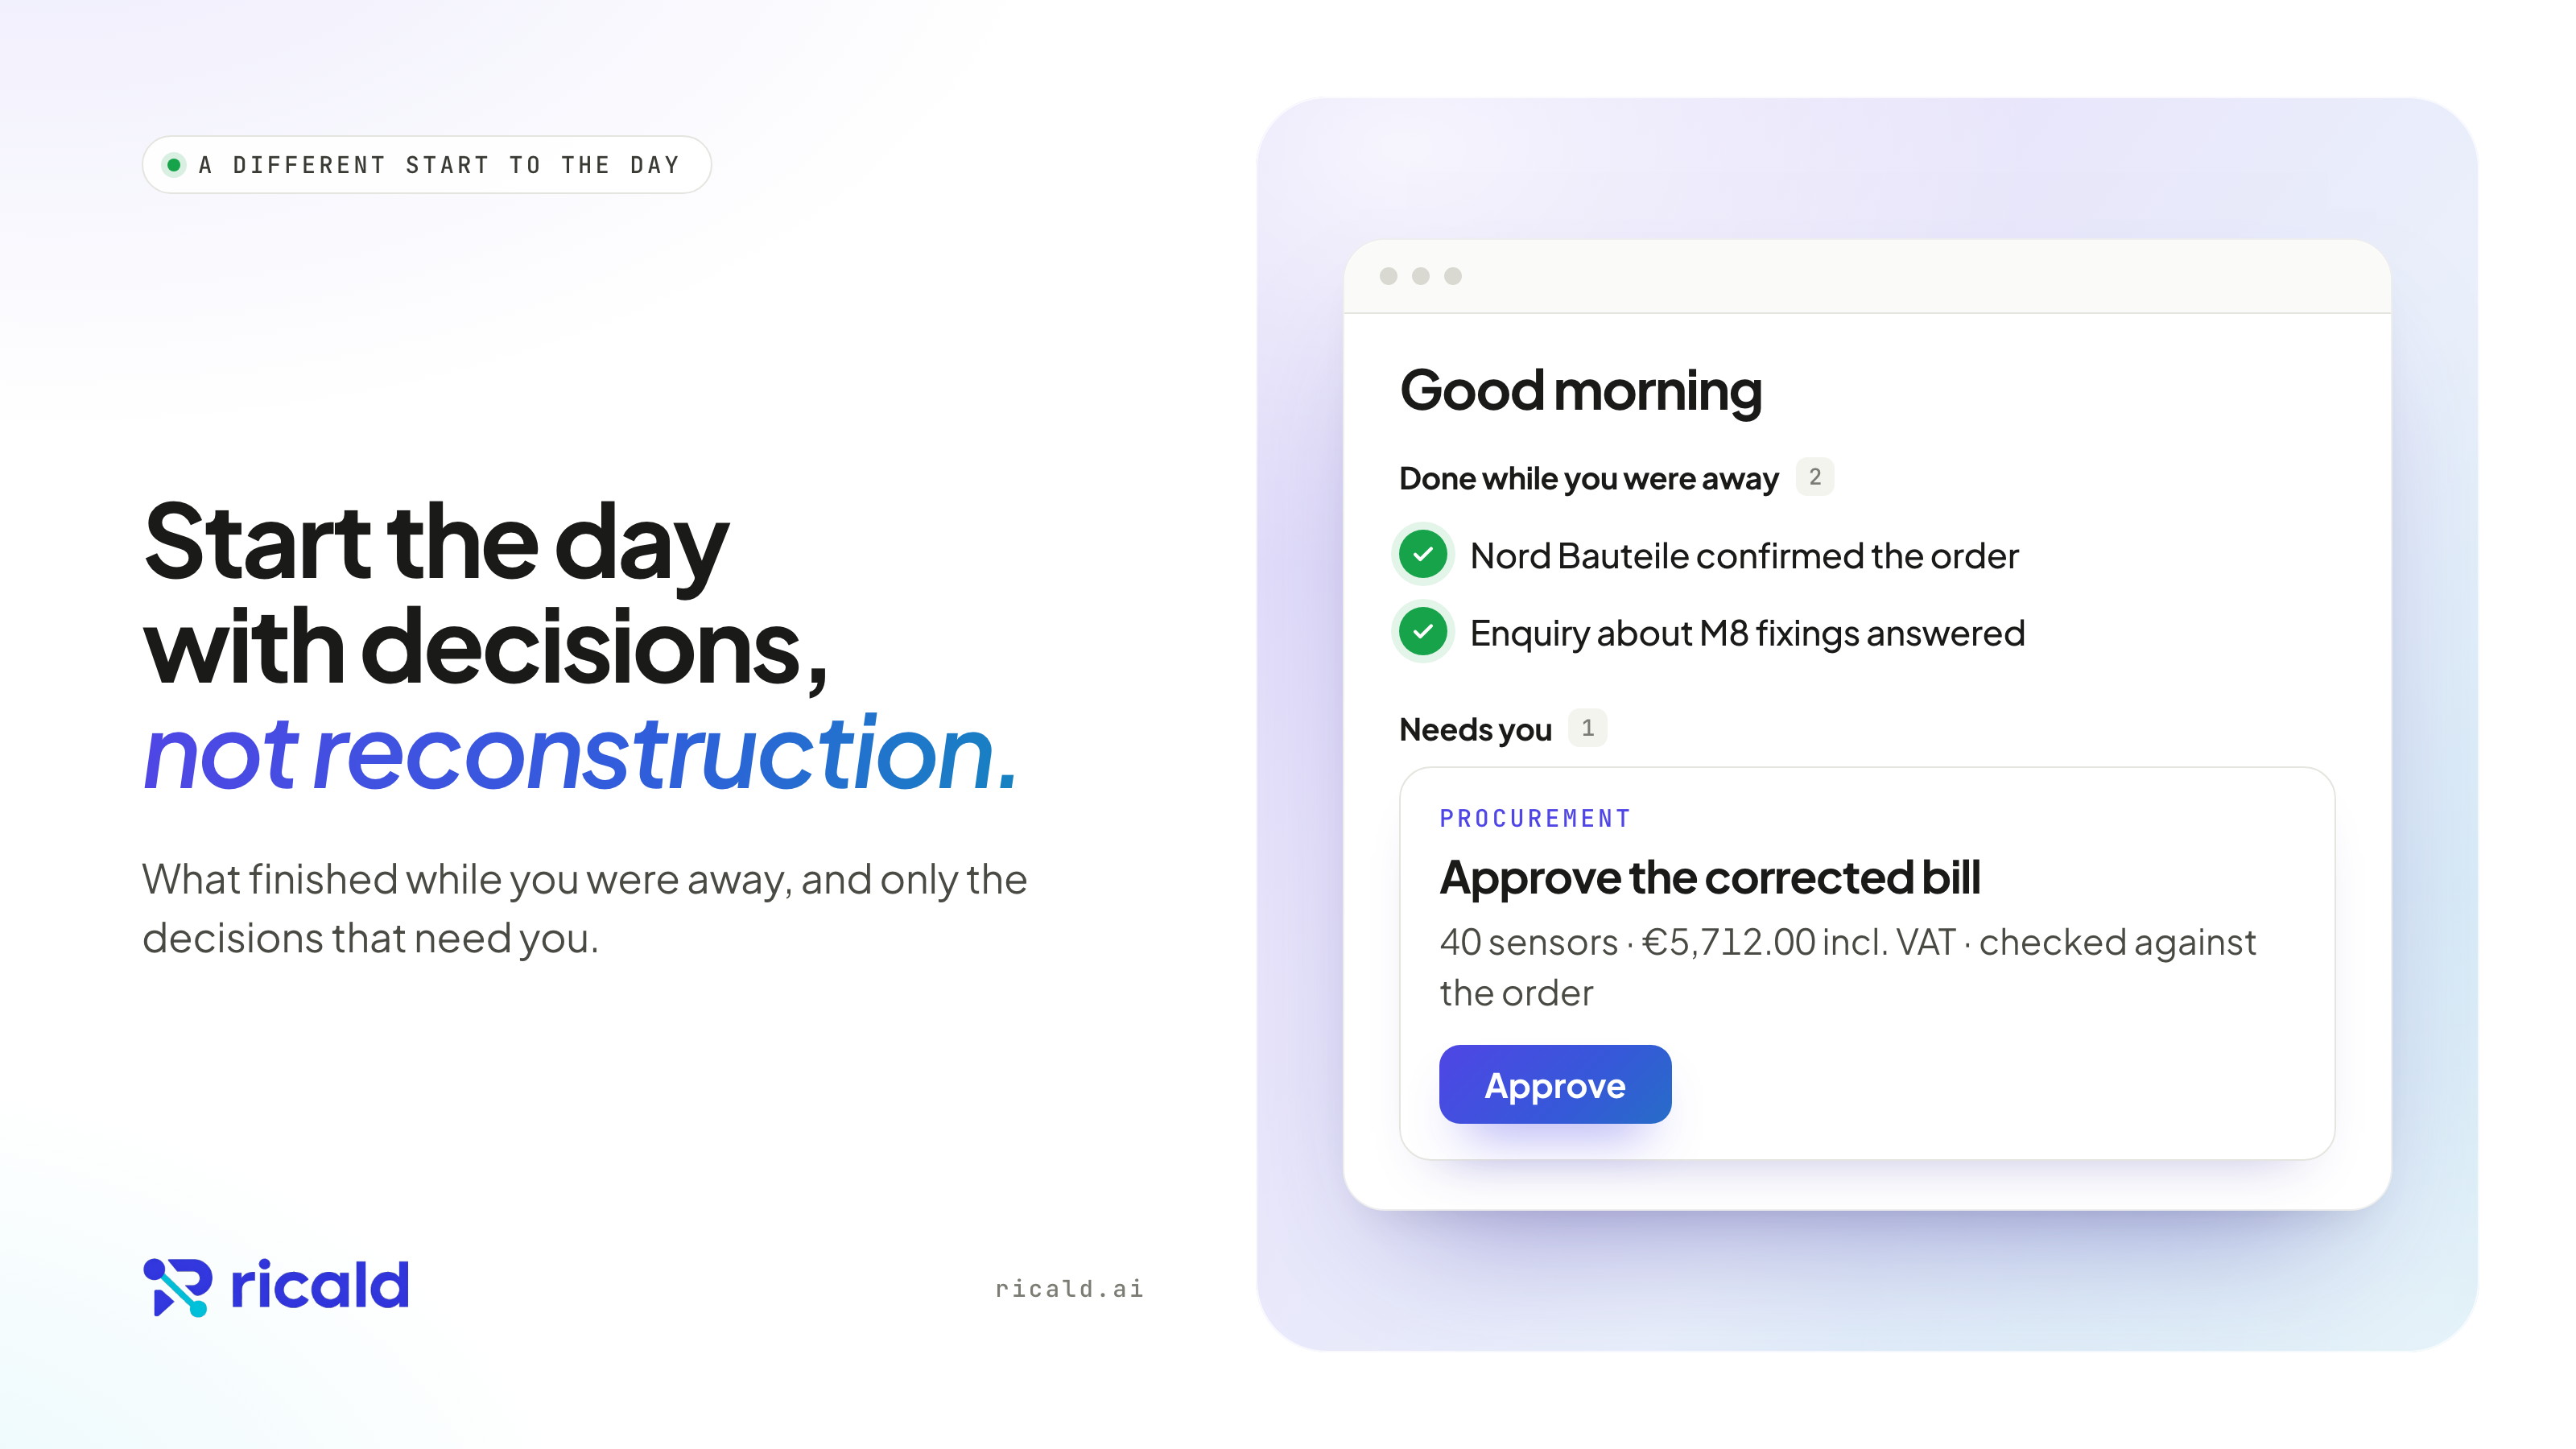 A DIFFERENT START TO THE DAY
Start the day
with decisions,
not reconstruction.
What finished while you were away, and only the
decisions that need you.
ricald
ricald.ai
Good morning
Done while you were away 2
Nord Bauteile confirmed the order
Enquiry about M8 fixings answered
Needs you 1
PROCUREMENT
Approve the corrected bill
40 sensors · €5,712.00 incl. VAT · checked against
the order
Approve